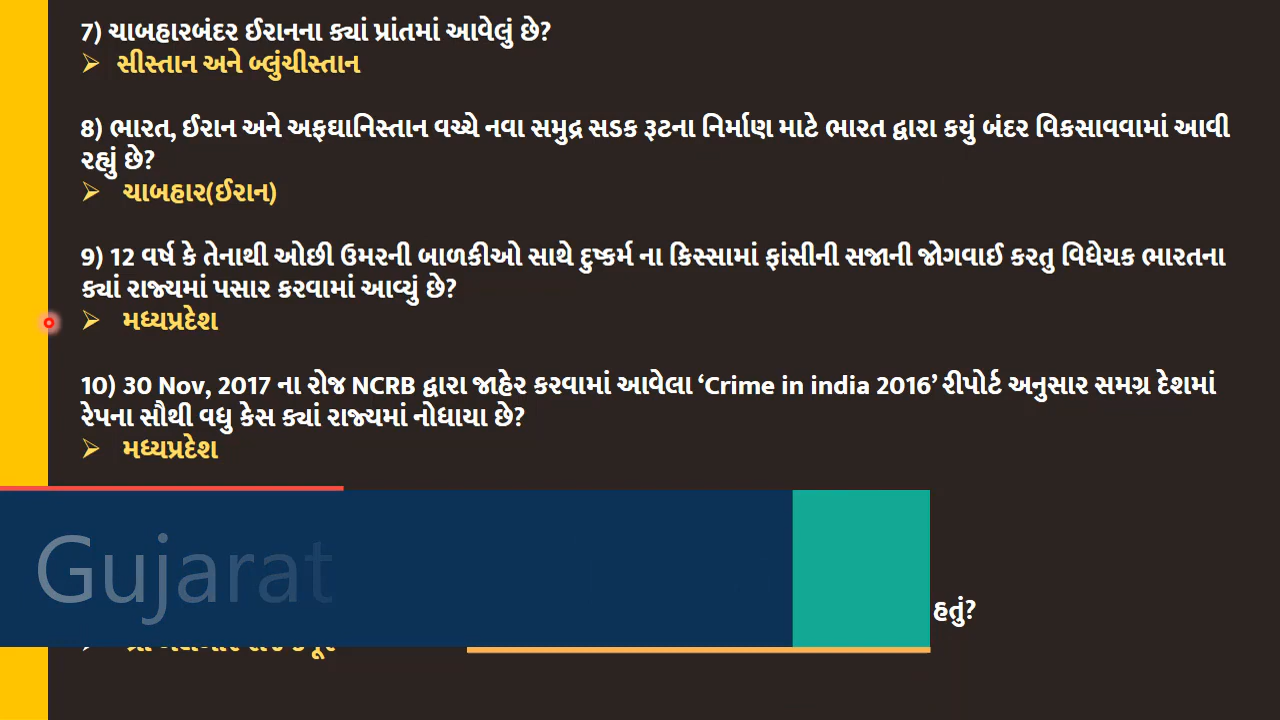 7) ચાબહારબંદર ઈરાનના ક્યાં પ્રાંતમાં આવેલું છે?
➢ સીસ્તાન અને બ્લુંચીસ્તાન
8) ભારત, ઈરાન અને અફઘાનિસ્તાન વચ્ચે નવા સમુદ્ર સડક રૂટના નિર્માણ માટે ભારત દ્વારા કયું બંદર વિકસાવવામાં આવી
રહ્યું છે?
➢ ચાબહાર(ઈરાન)
9) 12 વર્ષ કે તેનાથી ઓછી ઉમરની બાળકીઓ સાથે દુષ્કર્મ ના કિસ્સામાં ફાંસીની સજાની જોગવાઈ કરતુ વિધેયક ભારતના
ક્યાં રાજ્યમાં પસાર કરવામાં આવ્યું છે?
➢ મધ્યપ્રદેશ
10) 30 Nov, 2017 ના રોજ NCRB દ્વારા જાહેર કરવામાં આવેલા ‘Crime in india 2016’ રીપોર્ટ અનુસાર સમગ્ર દેશમાં
રેપના સૌથી વધુ કેસ ક્યાં રાજ્યમાં નોધાયા છે?
➢ મધ્યપ્રદેશ
Gujarat
હતું?